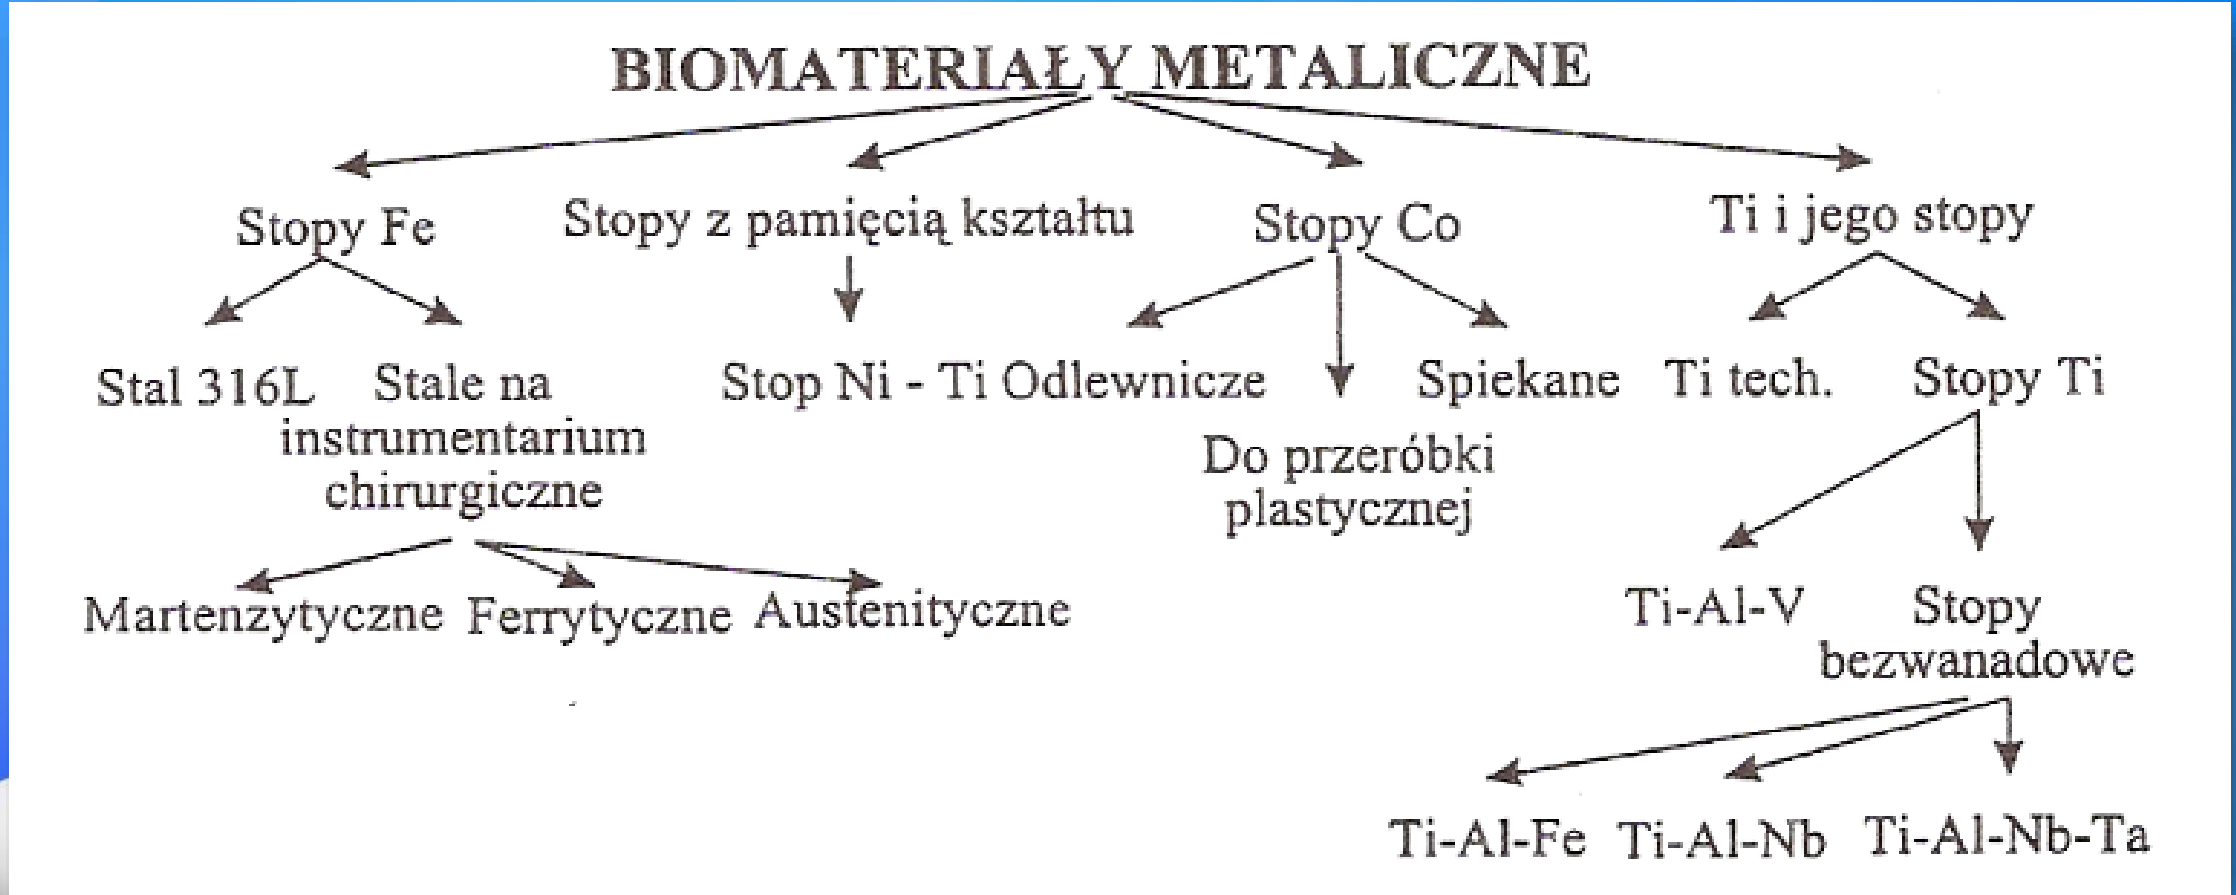 BIOMATERIAŁY METALICZNE
Stopy Fe
Stopy z pamięcią kształtu
Stopy Co
Ti i jego stopy
Stal 316L
Stale na
instrumentarium
chirurgiczne
Stop Ni - Ti
Odlewnicze
Do przeróbki
plastycznej
Spiekane
Ti tech.
Stopy Ti
Martenzytyczne
Ferrytyczne
Austenityczne
Ti-Al-V
Stopy
bezwanadowe
Ti-Al-Fe
Ti-Al-Nb
Ti-Al-Nb-Ta